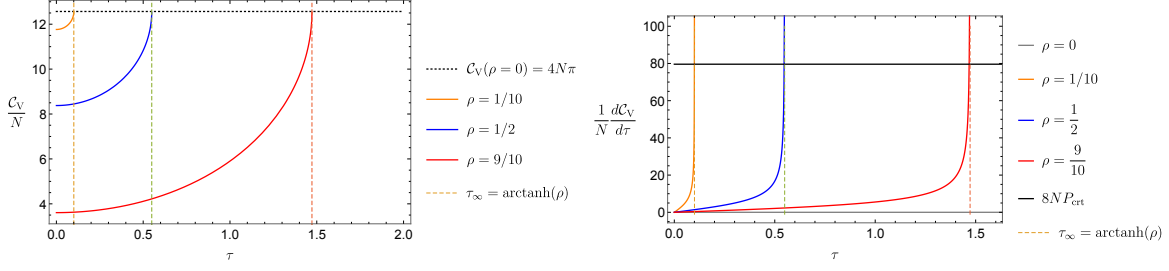 12
10
8
6
4
C_V/N
0.0 0.5 1.0 1.5 2.0
τ
C_V(ρ = 0) = 4Nπ
ρ = 1/10
ρ = 1/2
ρ = 9/10
τ_∞ = arctanh(ρ)
100
80
60
40
20
0
1/N dC_V/dτ
0.0 0.5 1.0 1.5
τ
ρ = 0
ρ = 1/10
ρ = 1/2
ρ = 9/10
8NP_crt
τ_∞ = arctanh(ρ)